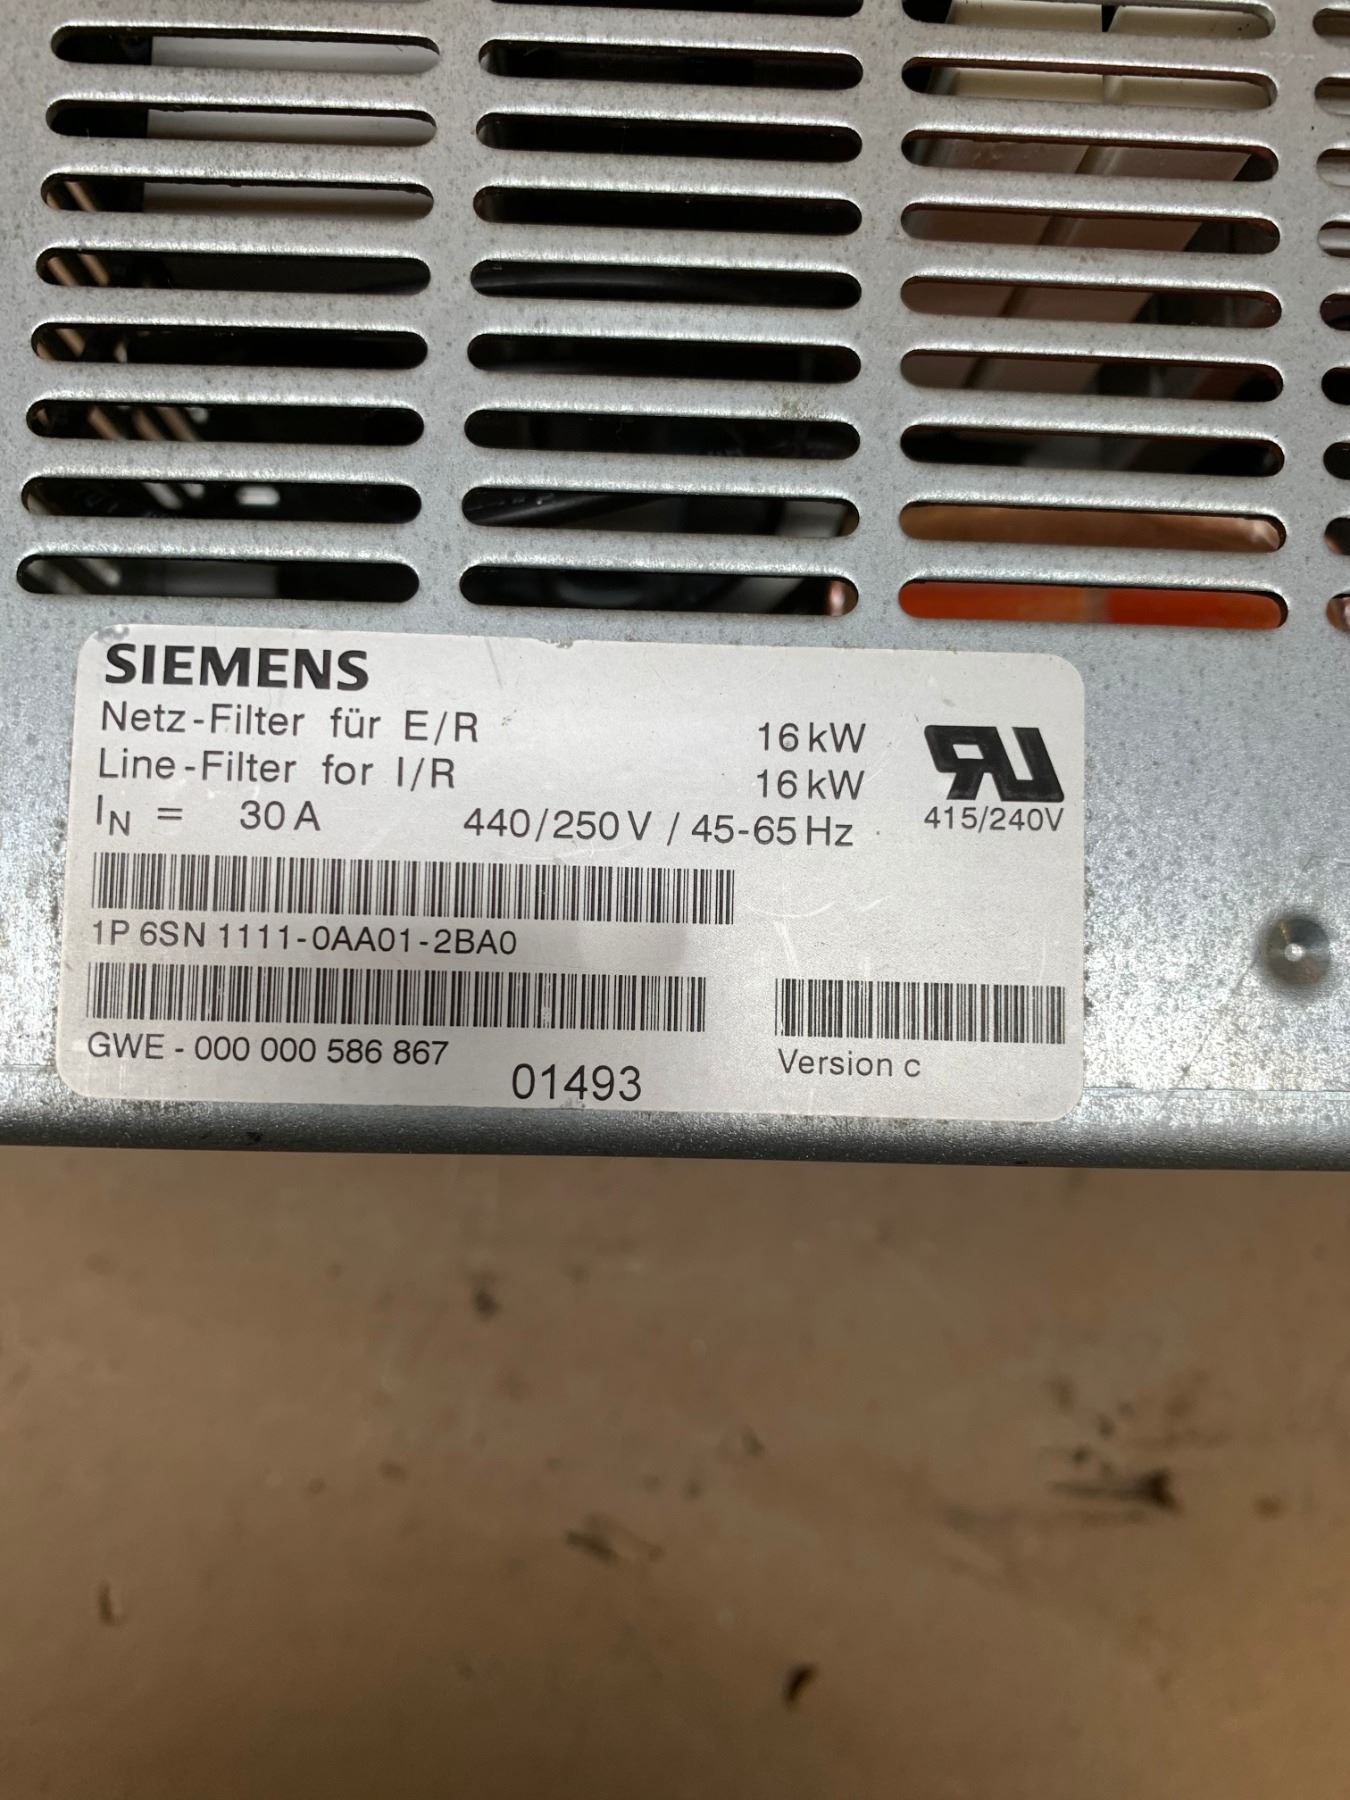 SIEMENS
Netz-Filter für E/R 16 kW
Line-Filter for I/R 16 kW
IN = 30 A 440/250 V / 45-65 Hz
RU
415/240V
1P 6SN 1111-0AA01-2BA0
GWE - 000 000 586 867
01493
Version c